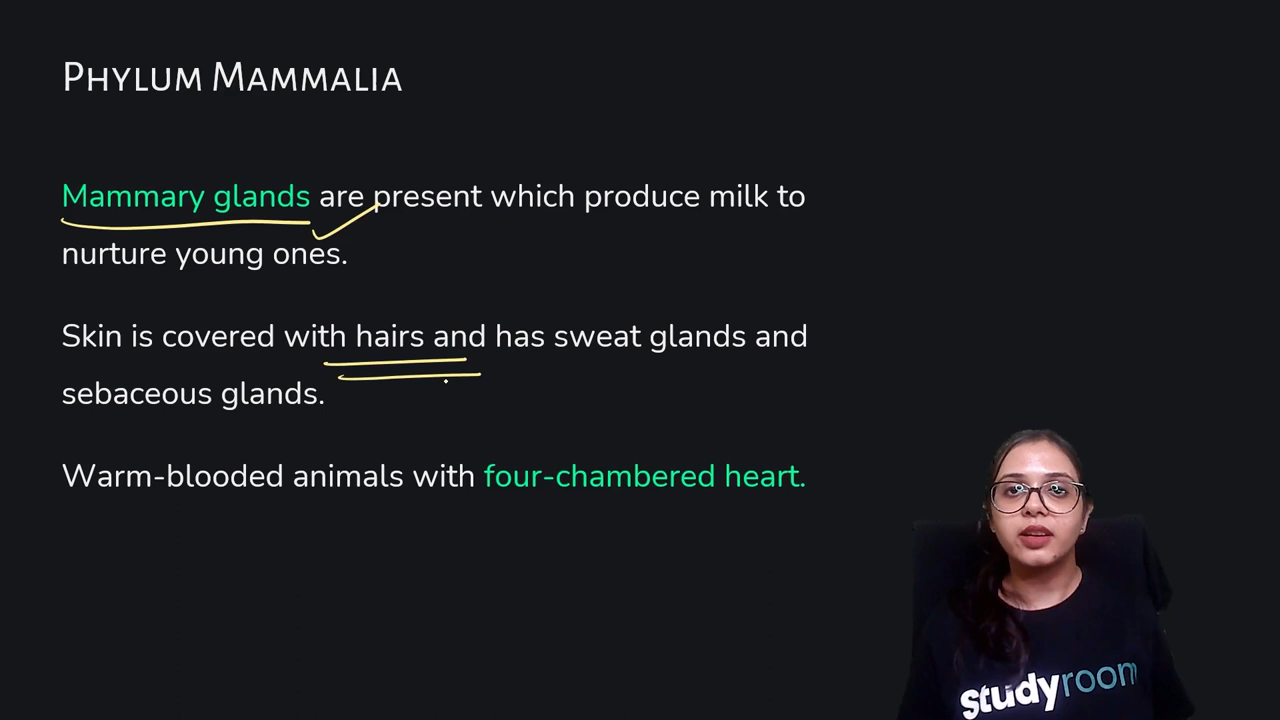 PHYLUM MAMMALIA
Mammary glands are present which produce milk to
nurture young ones.
Skin is covered with hairs and has sweat glands and
sebaceous glands.
Warm-blooded animals with four-chambered heart.
studyroom